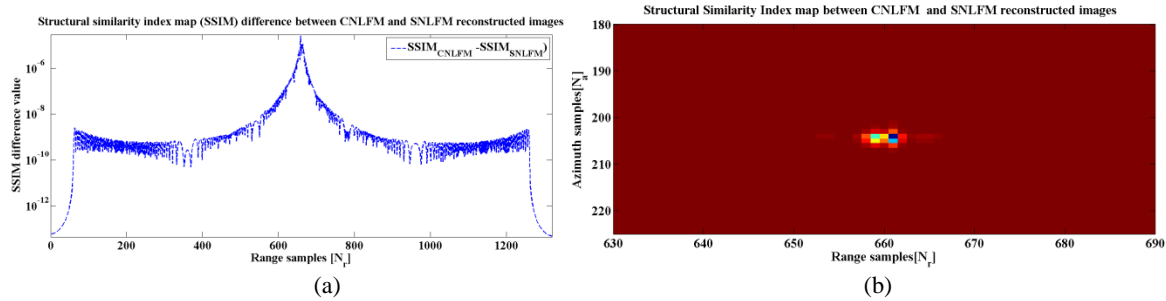 Structural similarity index map (SSIM) difference between CNLFM and SNLFM reconstructed images
SSIM difference value
10^-6
10^-8
10^-10
10^-12
SSIM_CNLFM -SSIM_SNLFM)
0 200 400 600 800 1000 1200
Range samples [N_r]
(a)
Structural Similarity Index map between CNLFM and SNLFM reconstructed images
Azimuth samples[N_a]
180
190
200
210
220
630 640 650 660 670 680 690
Range samples[N_r]
(b)